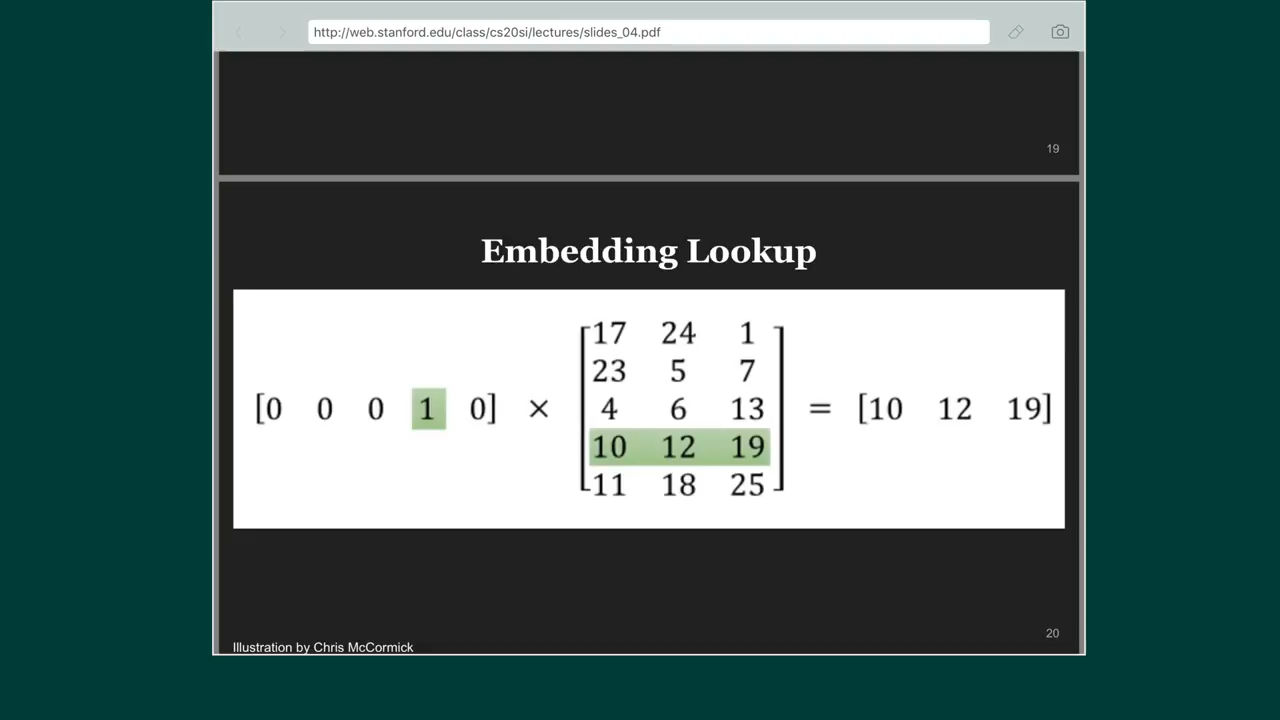 http://web.stanford.edu/class/cs20si/lectures/slides_04.pdf
19
Embedding Lookup
17 24 1
23 5 7
[0 0 0 1 0] × 4 6 13 = [10 12 19]
10 12 19
11 18 25
20
Illustration by Chris McCormick